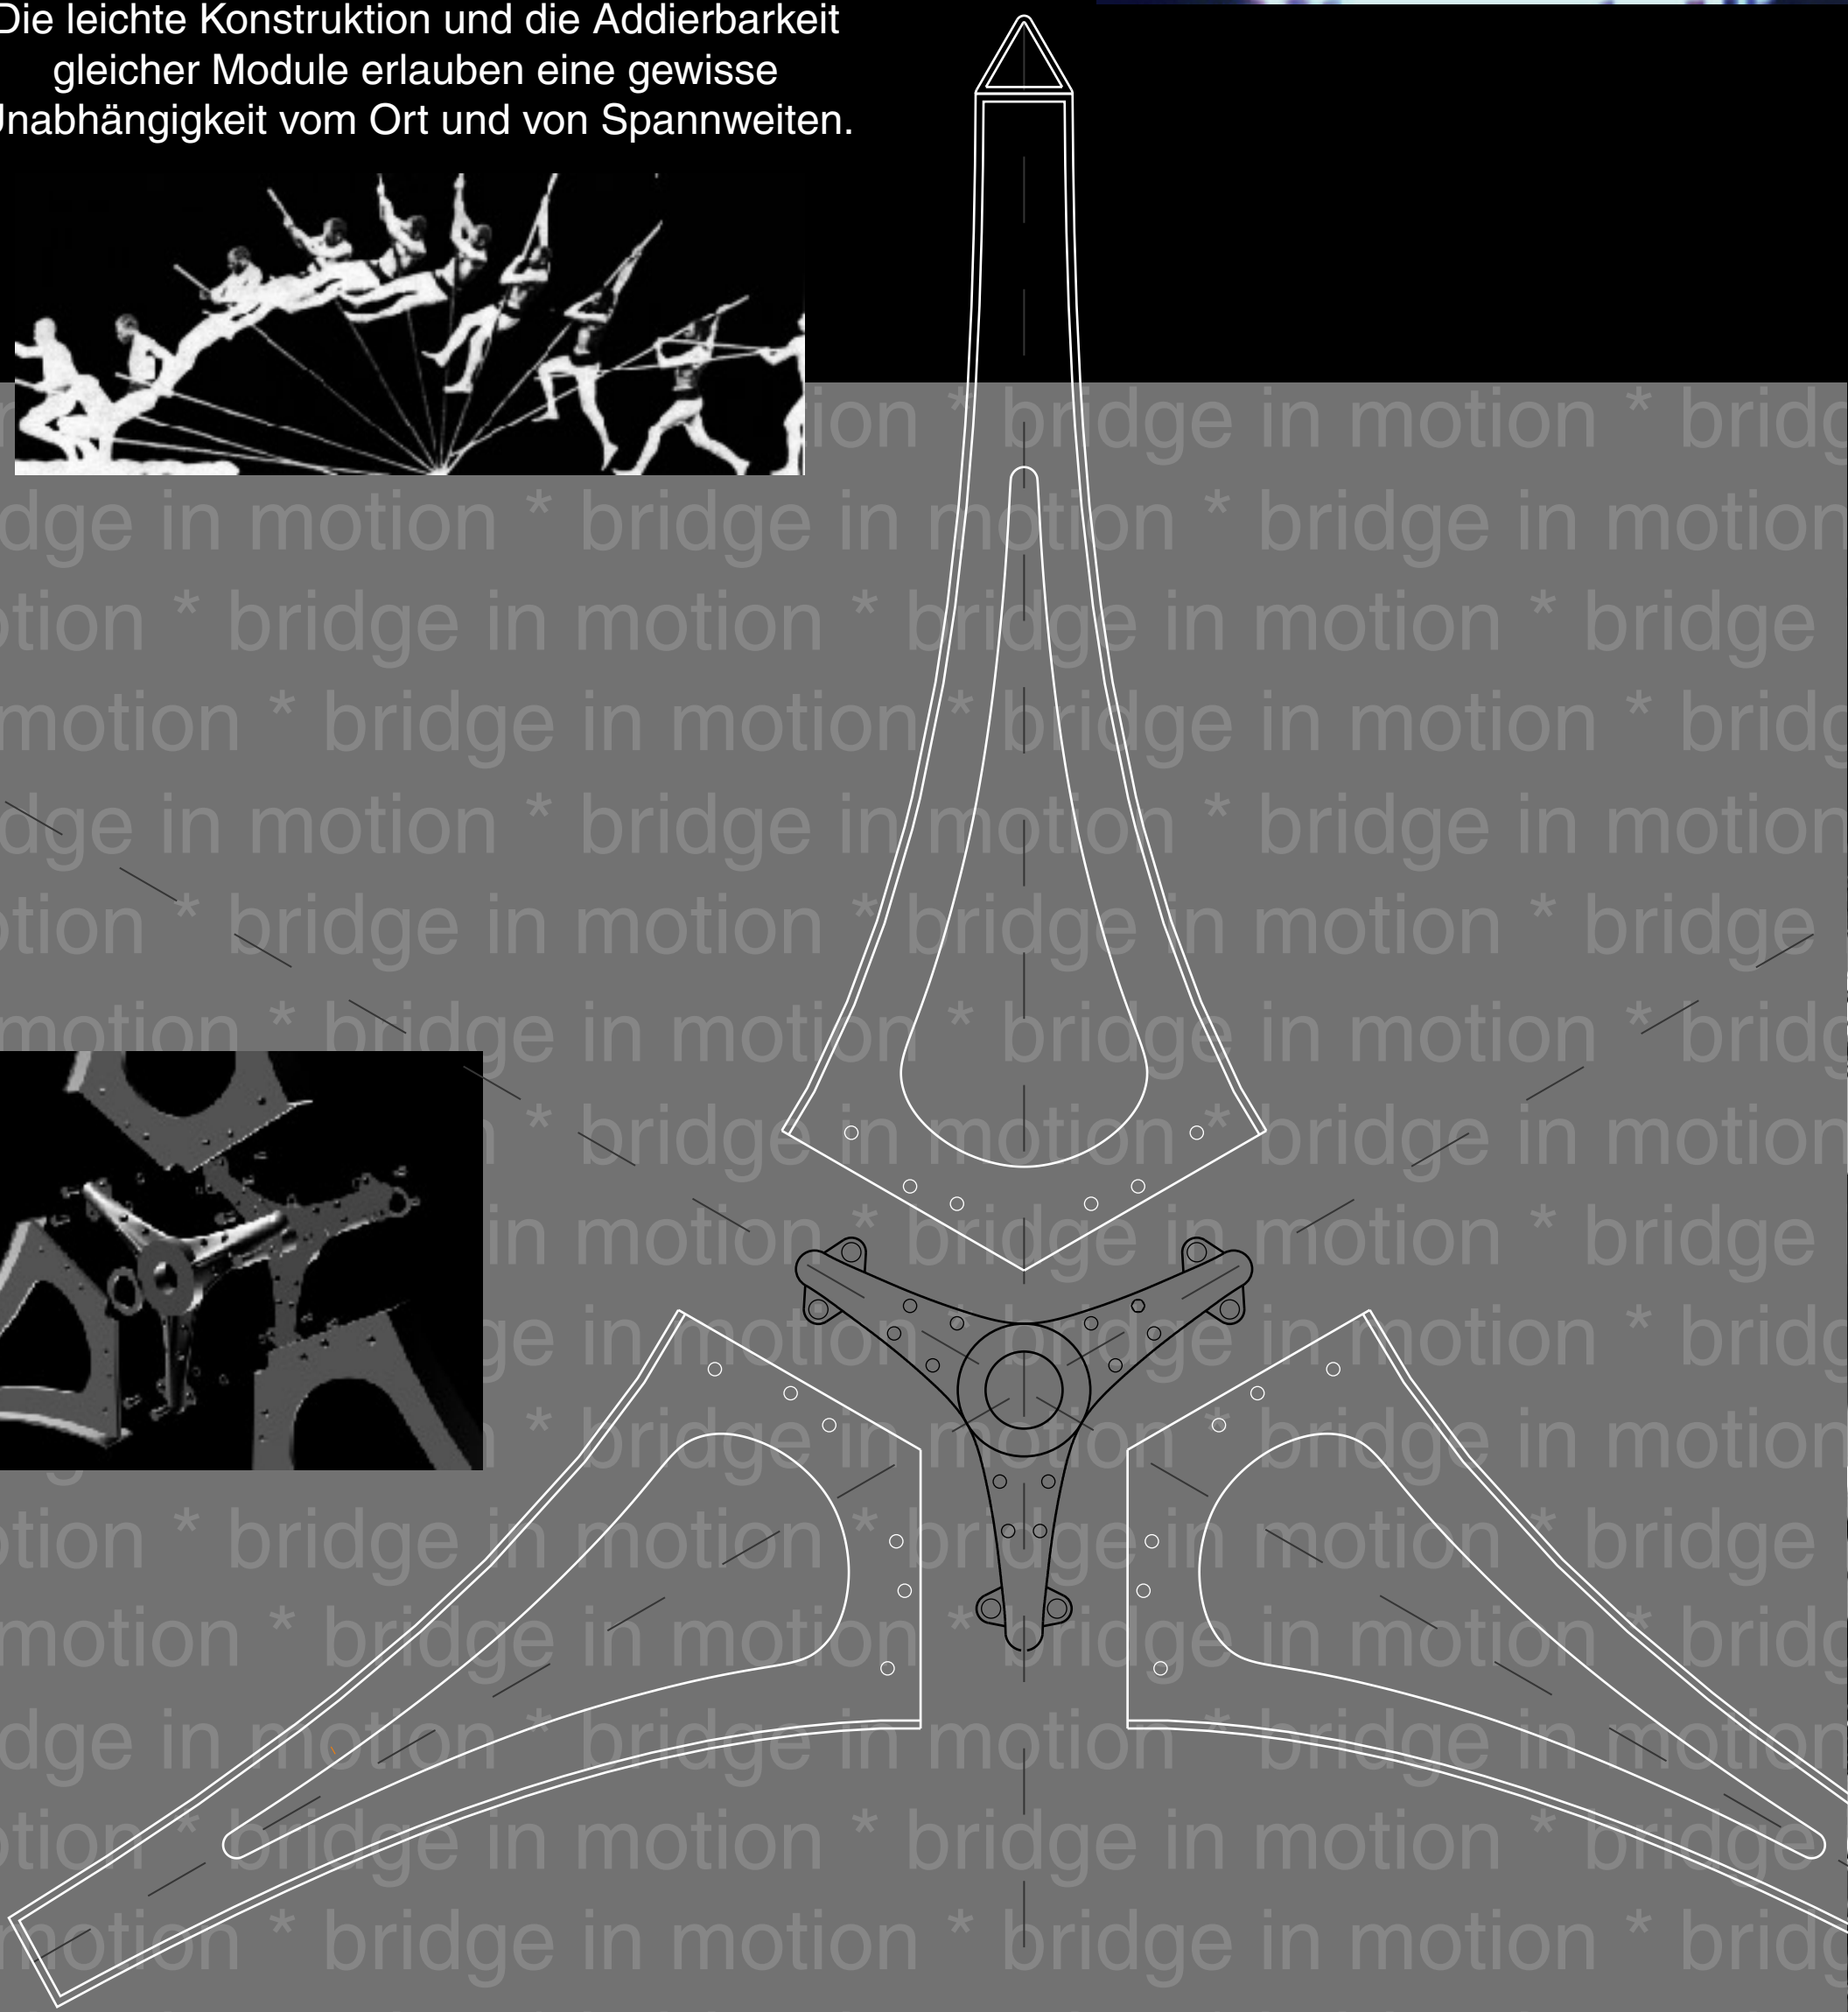 Die leichte Konstruktion und die Addierbarkeit
gleicher Module erlauben eine gewisse
Unabhängigkeit vom Ort und von Spannweiten.
ion * bridge in motion * bridg
dge in motion * bridge in motion * bridge in motion
otion * bridge in motion * bridge in motion * bridge
motion * bridge in motion * bridge in motion * bridg
dge in motion * bridge in motion * bridge in motion
otion * bridge in motion * bridge in motion * bridge
motion * bridge in motion * bridge in motion * bridg
* bridge in motion * bridge in motion
in motion * bridge in motion * bridge
ge in motion * bridge in motion * bridg
* bridge in motion * bridge in motion
otion * bridge in motion * bridge in motion * bridge
motion * bridge in motion * bridge in motion * bridg
dge in motion * bridge in motion * bridge in motion
otion * bridge in motion * bridge in motion * bridge
motion * bridge in motion * bridge in motion * bridg